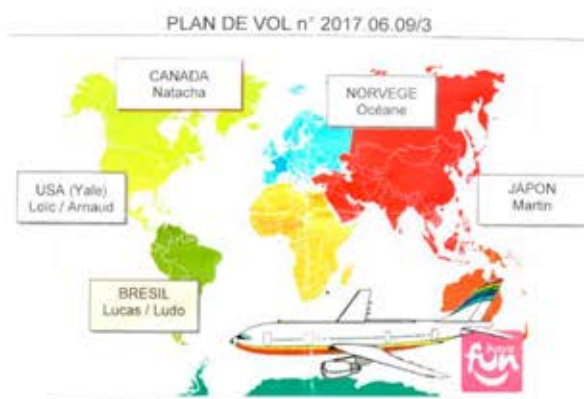 PLAN DE VOL n° 2017.06.09/3
CANADA
Natacha
NORVEGE
Océane
USA (Yale)
Loïc / Arnaud
JAPON
Martin
BRESIL
Lucas / Ludo
fun